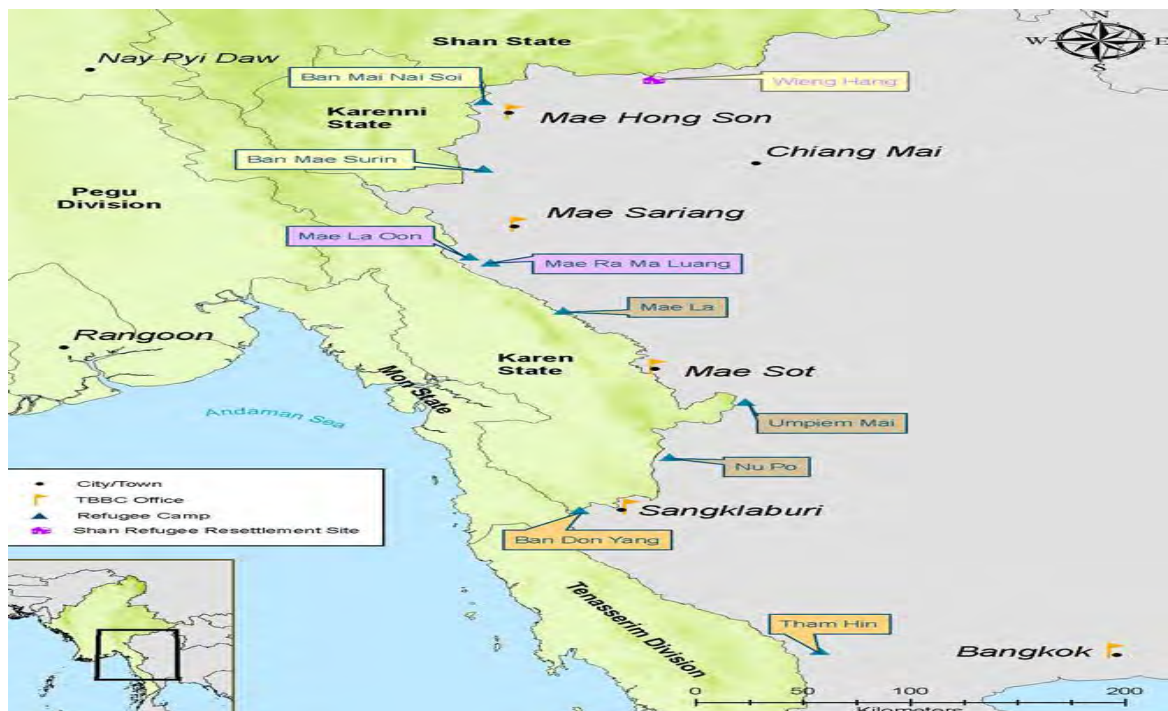 N
W E
S
Shan State
Nay Pyi Daw
Ban Mai Nai Soi
Wieng Hang
Karenni
State
Mae Hong Son
Chiang Mai
Ban Mae Surin
Pegu
Division
Mae Sariang
Mae La Oon
Mae Ra Ma Luang
Mae La
Rangoon
Karen
State
Mae Sot
Mon State
Andaman Sea
Umpiem Mai
Nu Po
City/Town
TBBC Office
Refugee Camp
Shan Refugee Resettlement Site
Sangklaburi
Ban Don Yang
Tenasserim Division
Tham Hin
Bangkok
0 50 100 200
Kilometers